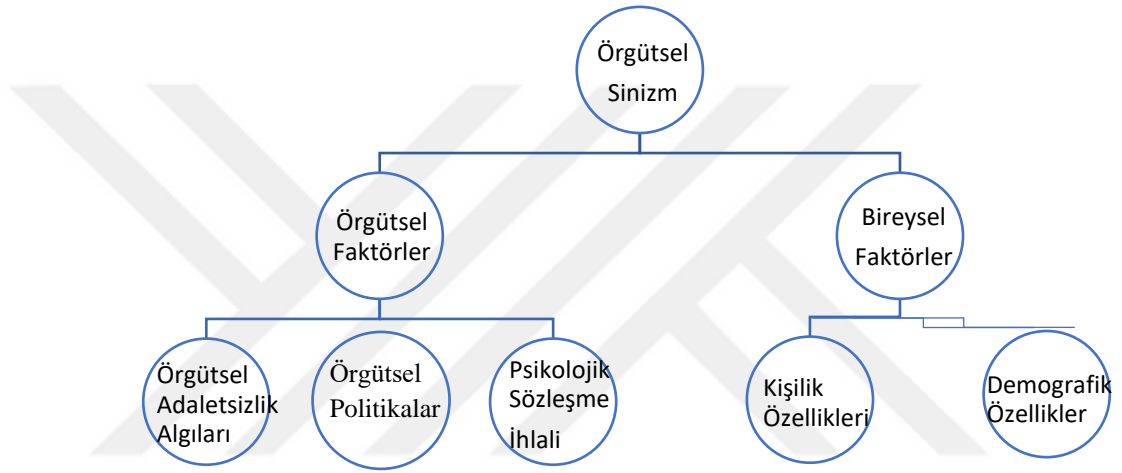 Örgütsel
Sinizm
Örgütsel
Faktörler
Bireysel
Faktörler
Örgütsel
Adaletsizlik
Algıları
Örgütsel
Politikalar
Psikolojik
Sözleşme
İhlali
Kişilik
Özellikleri
Demografik
Özellikler